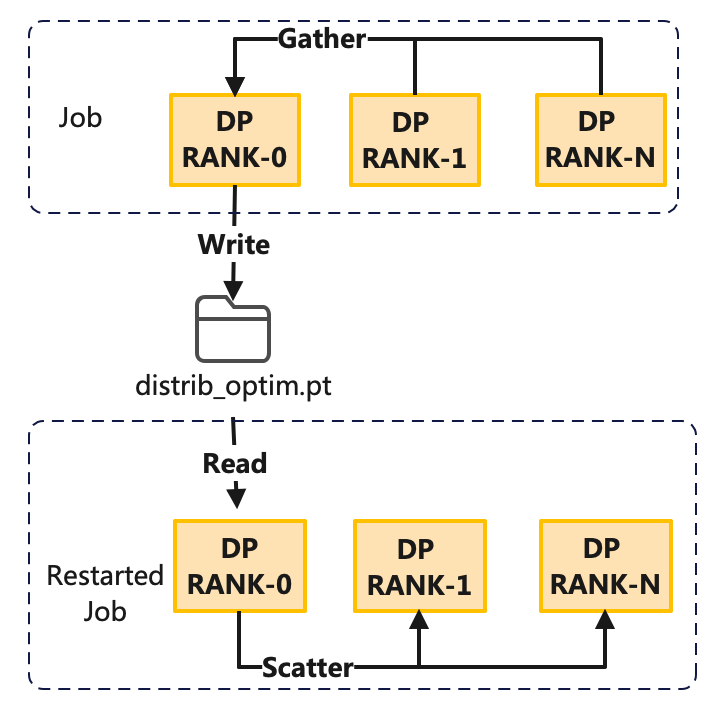 Gather
Job
DP
RANK-0
DP
RANK-1
DP
RANK-N
Write
distrib_optim.pt
Read
Restarted
Job
DP
RANK-0
DP
RANK-1
DP
RANK-N
Scatter